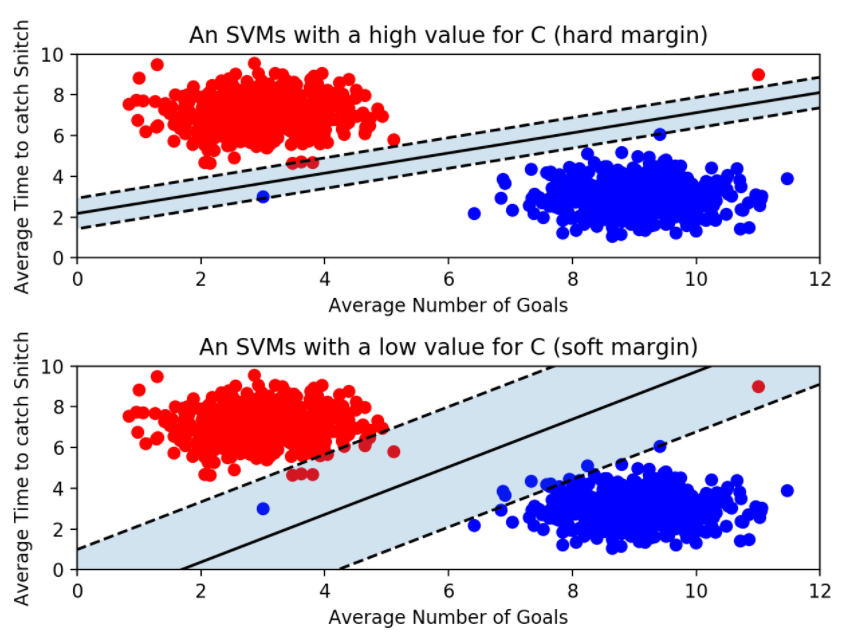 An SVMs with a high value for C (hard margin)
Average Time to catch Snitch
10
8
6
4
2
0
0 2 4 6 8 10 12
Average Number of Goals
An SVMs with a low value for C (soft margin)
Average Time to catch Snitch
10
8
6
4
2
0
0 2 4 6 8 10 12
Average Number of Goals